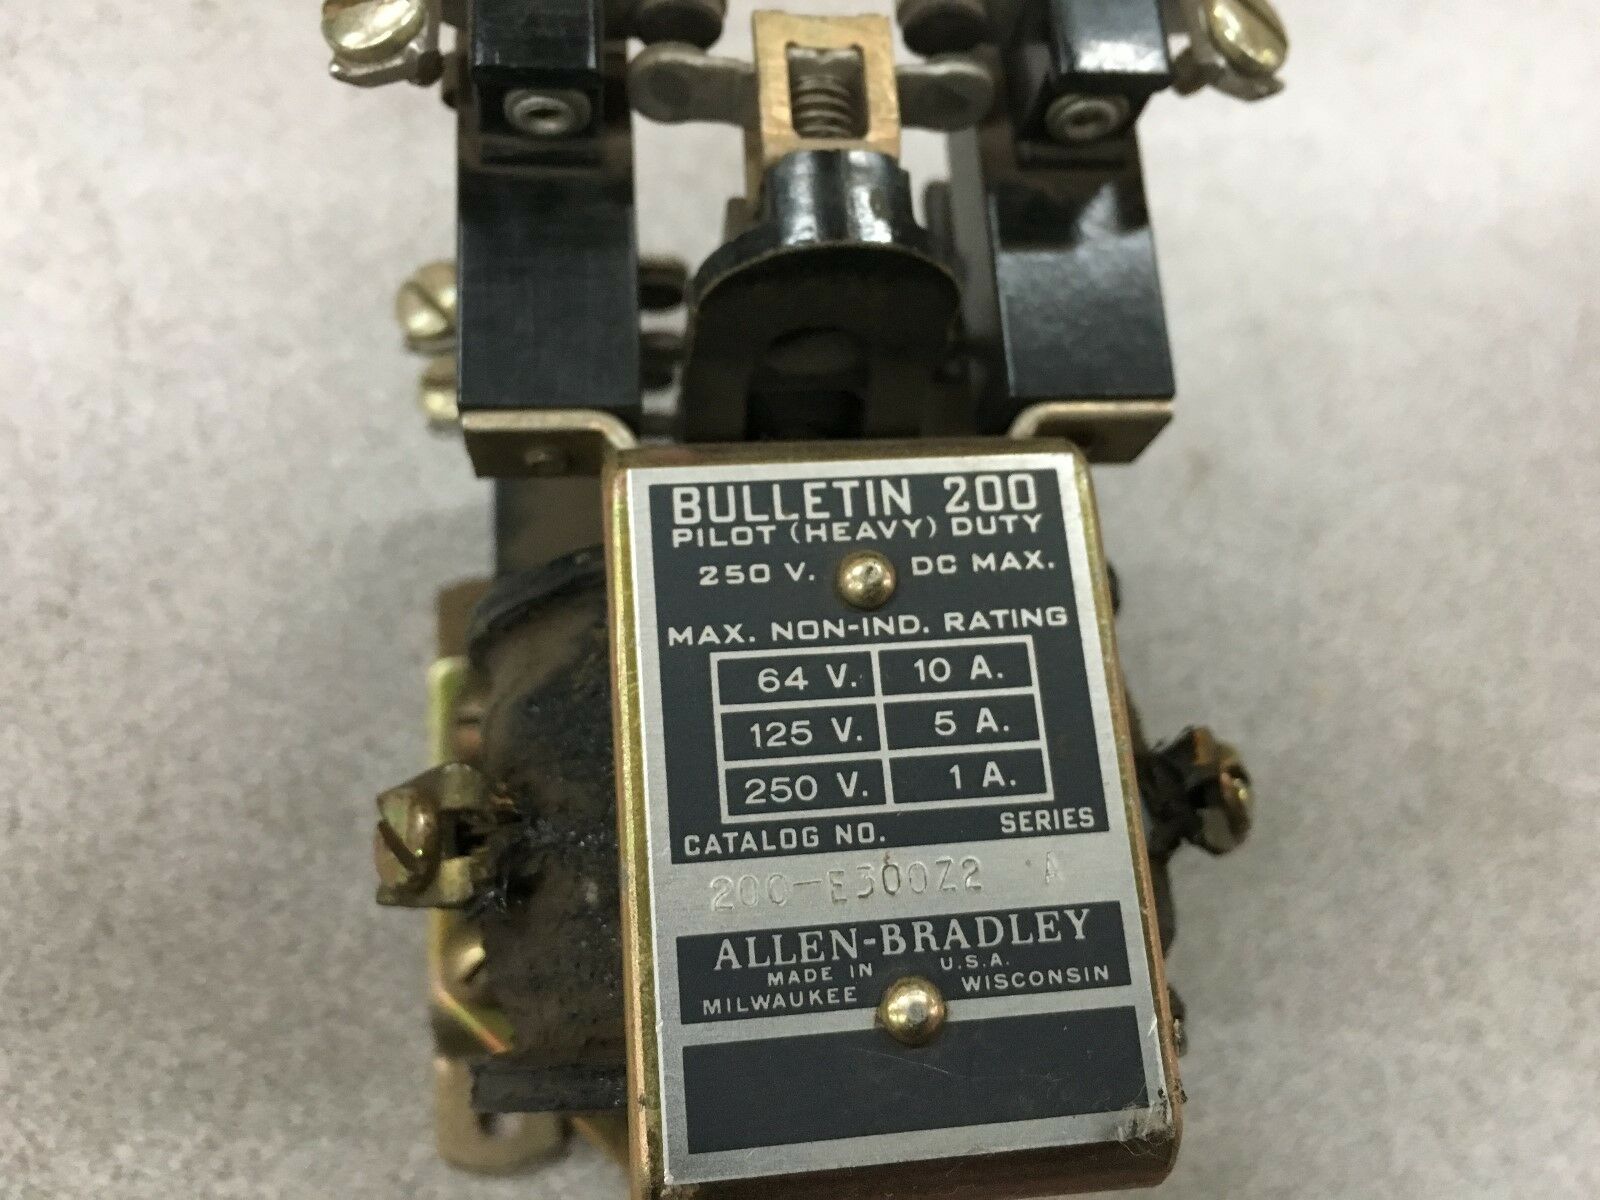 BULLETIN 200
PILOT (HEAVY) DUTY
250 V. DC MAX.
MAX. NON-IND. RATING
64 V. 10 A.
125 V. 5 A.
250 V. 1 A.
CATALOG NO. SERIES
200-E300Z2 A
ALLEN-BRADLEY
MADE IN U.S.A.
MILWAUKEE WISCONSIN